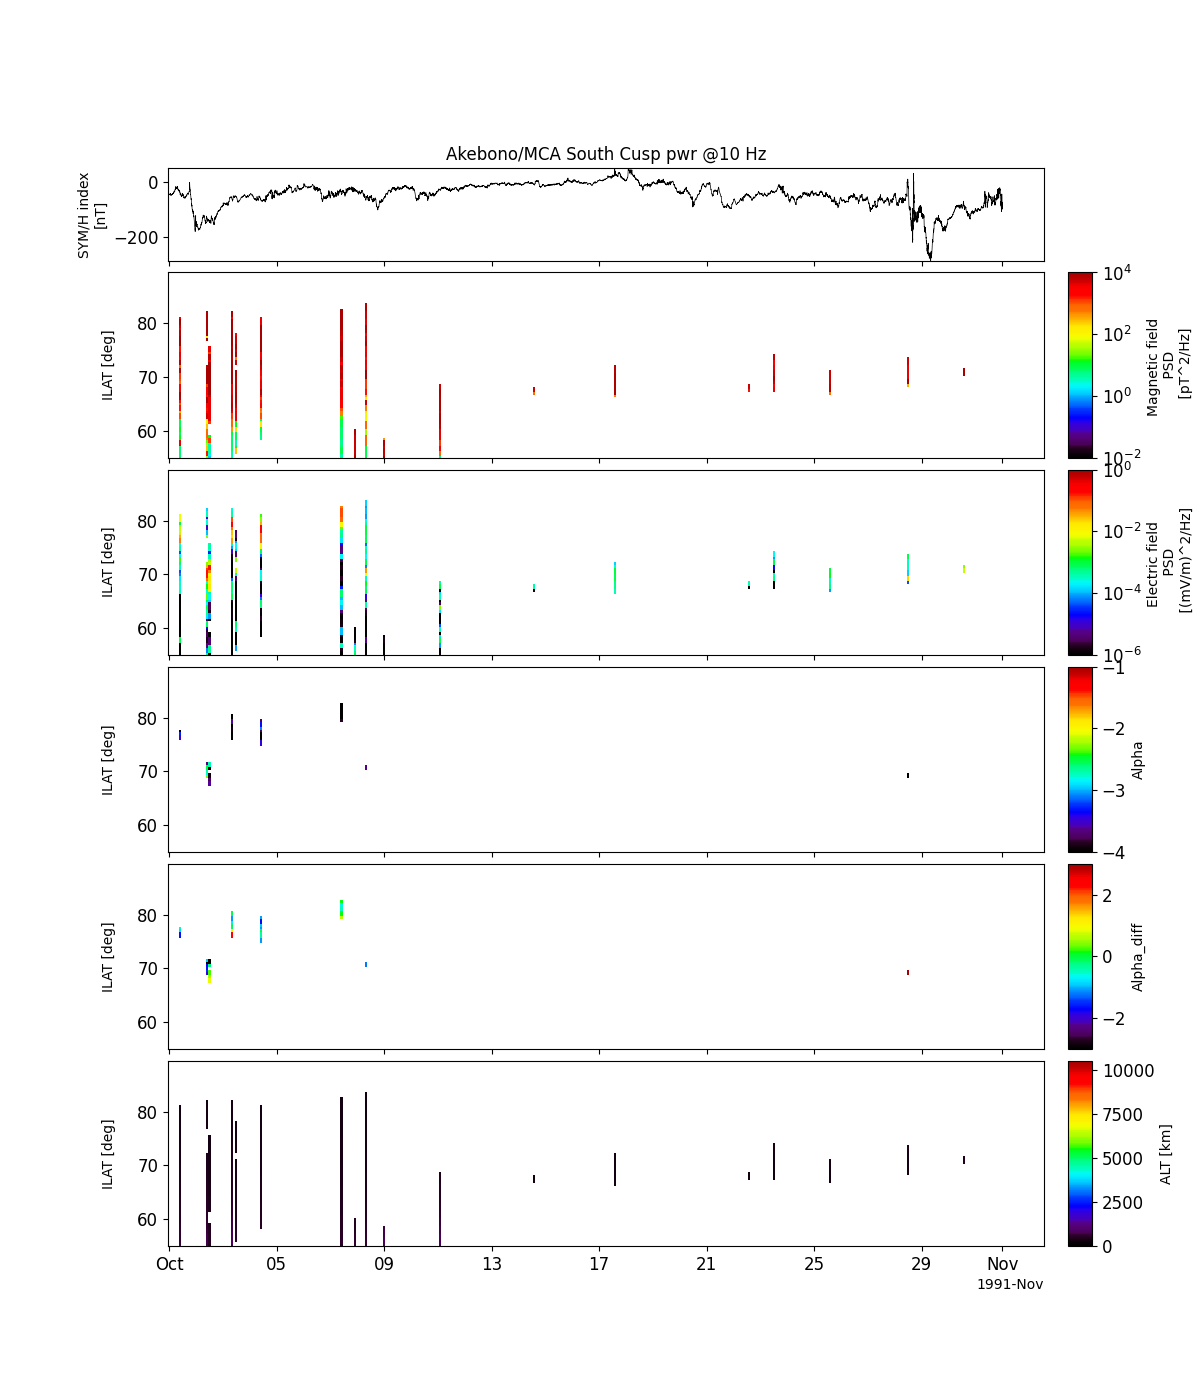 Akebono/MCA South Cusp pwr @10 Hz
SYM/H index
[nT]
0
−200
ILAT [deg]
80
70
60
10^4
10^2
10^0
10^−2
Magnetic field
PSD
[pT^2/Hz]
ILAT [deg]
80
70
60
10^0
10^−2
10^−4
10^−6
Electric field
PSD
[(mV/m)^2/Hz]
ILAT [deg]
80
70
60
−1
−2
−3
−4
Alpha
ILAT [deg]
80
70
60
2
0
−2
Alpha_diff
ILAT [deg]
80
70
60
10000
7500
5000
2500
0
ALT [km]
Oct 05 09 13 17 21 25 29 Nov
1991-Nov